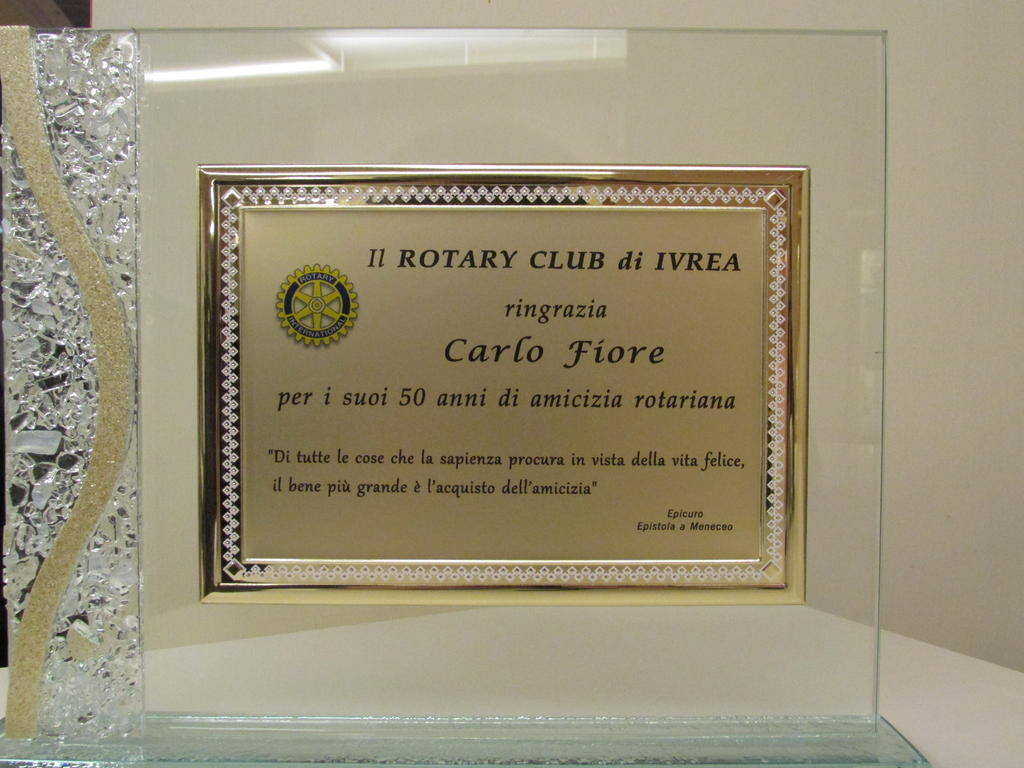 Il ROTARY CLUB di IVREA
ROTARY
INTERNATIONAL
ringrazia
Carlo Fiore
per i suoi 50 anni di amicizia rotariana
"Di tutte le cose che la sapienza procura in vista della vita felice,
il bene più grande è l'acquisto dell'amicizia"
Epicuro
Epistola a Meneceo